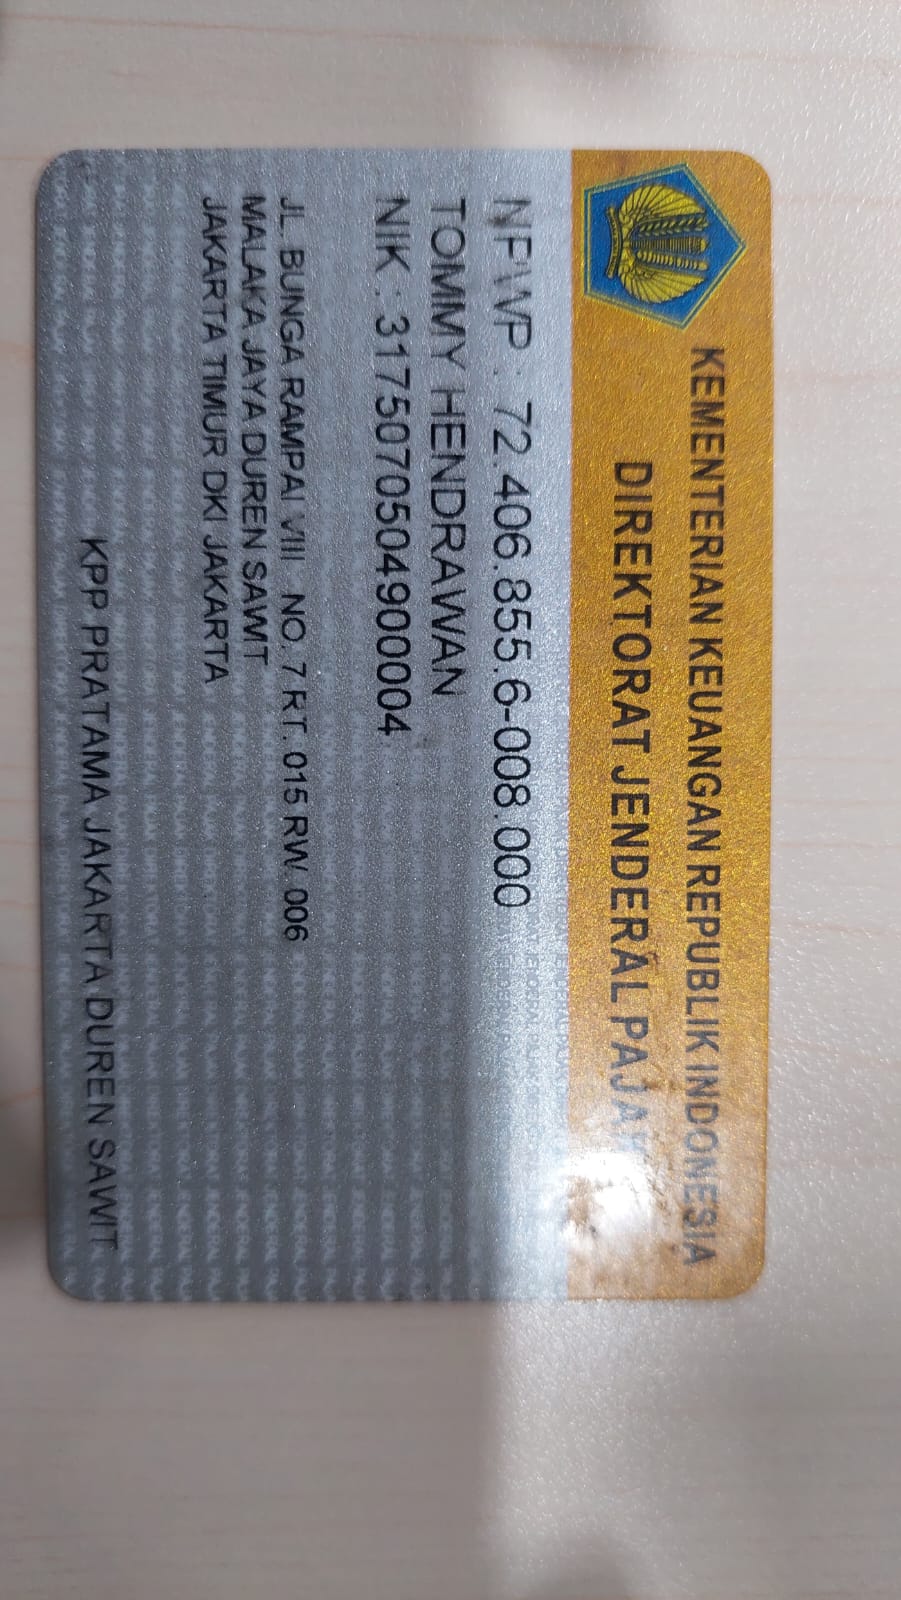 KEMENTERIAN KEUANGAN REPUBLIK INDONESIA
DIREKTORAT JENDERAL PAJAK
NPWP : 72.406.855.6-008.000
TOMMY HENDRAWAN
NIK : 3175070504900004
JL. BUNGA RAMPAI VIII NO. 7 RT. 015 RW. 006
MALAKA JAYA DUREN SAWIT
JAKARTA TIMUR DKI JAKARTA
KPP PRATAMA JAKARTA DUREN SAWIT